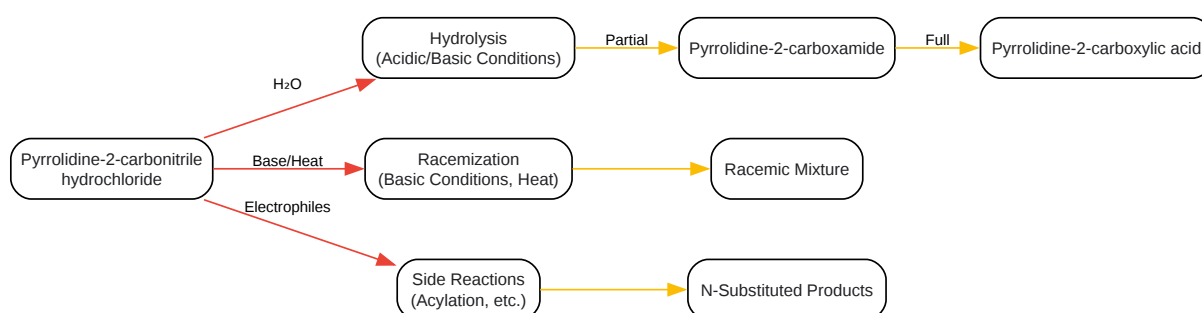 Hydrolysis
(Acidic/Basic Conditions)
Partial
Pyrrolidine-2-carboxamide
Full
Pyrrolidine-2-carboxylic acid
H₂O
Pyrrolidine-2-carbonitrile
hydrochloride
Base/Heat
Racemization
(Basic Conditions, Heat)
Racemic Mixture
Electrophiles
Side Reactions
(Acylation, etc.)
N-Substituted Products